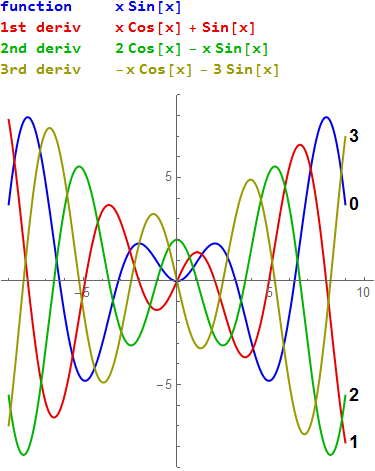 function x Sin[x]
1st deriv x Cos[x] + Sin[x]
2nd deriv 2 Cos[x] − x Sin[x]
3rd deriv −x Cos[x] − 3 Sin[x]
3
5
0
−5
5
10
−5
2
1